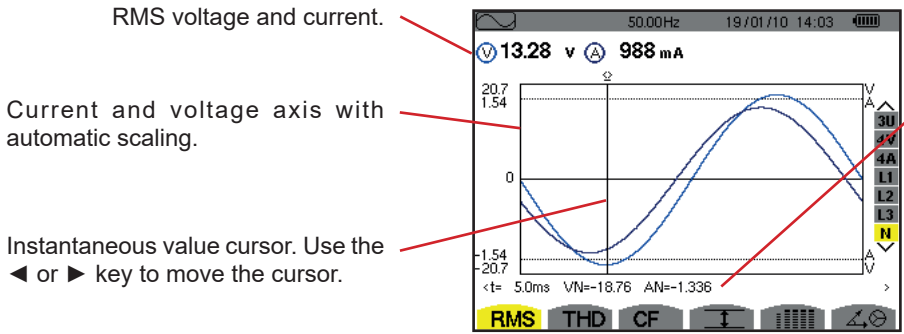 RMS voltage and current.
50.00Hz 19/01/10 14:03
V 13.28 V A 988 mA
Current and voltage axis with
automatic scaling.
20.7 V
1.54 A
3U
4V
4A
L1
0
L2
L3
N
Instantaneous value cursor. Use the
◄ or ► key to move the cursor.
-1.54 A
-20.7 V
<t= 5.0ms VN=-18.76 AN=-1.336 >
RMS THD CF